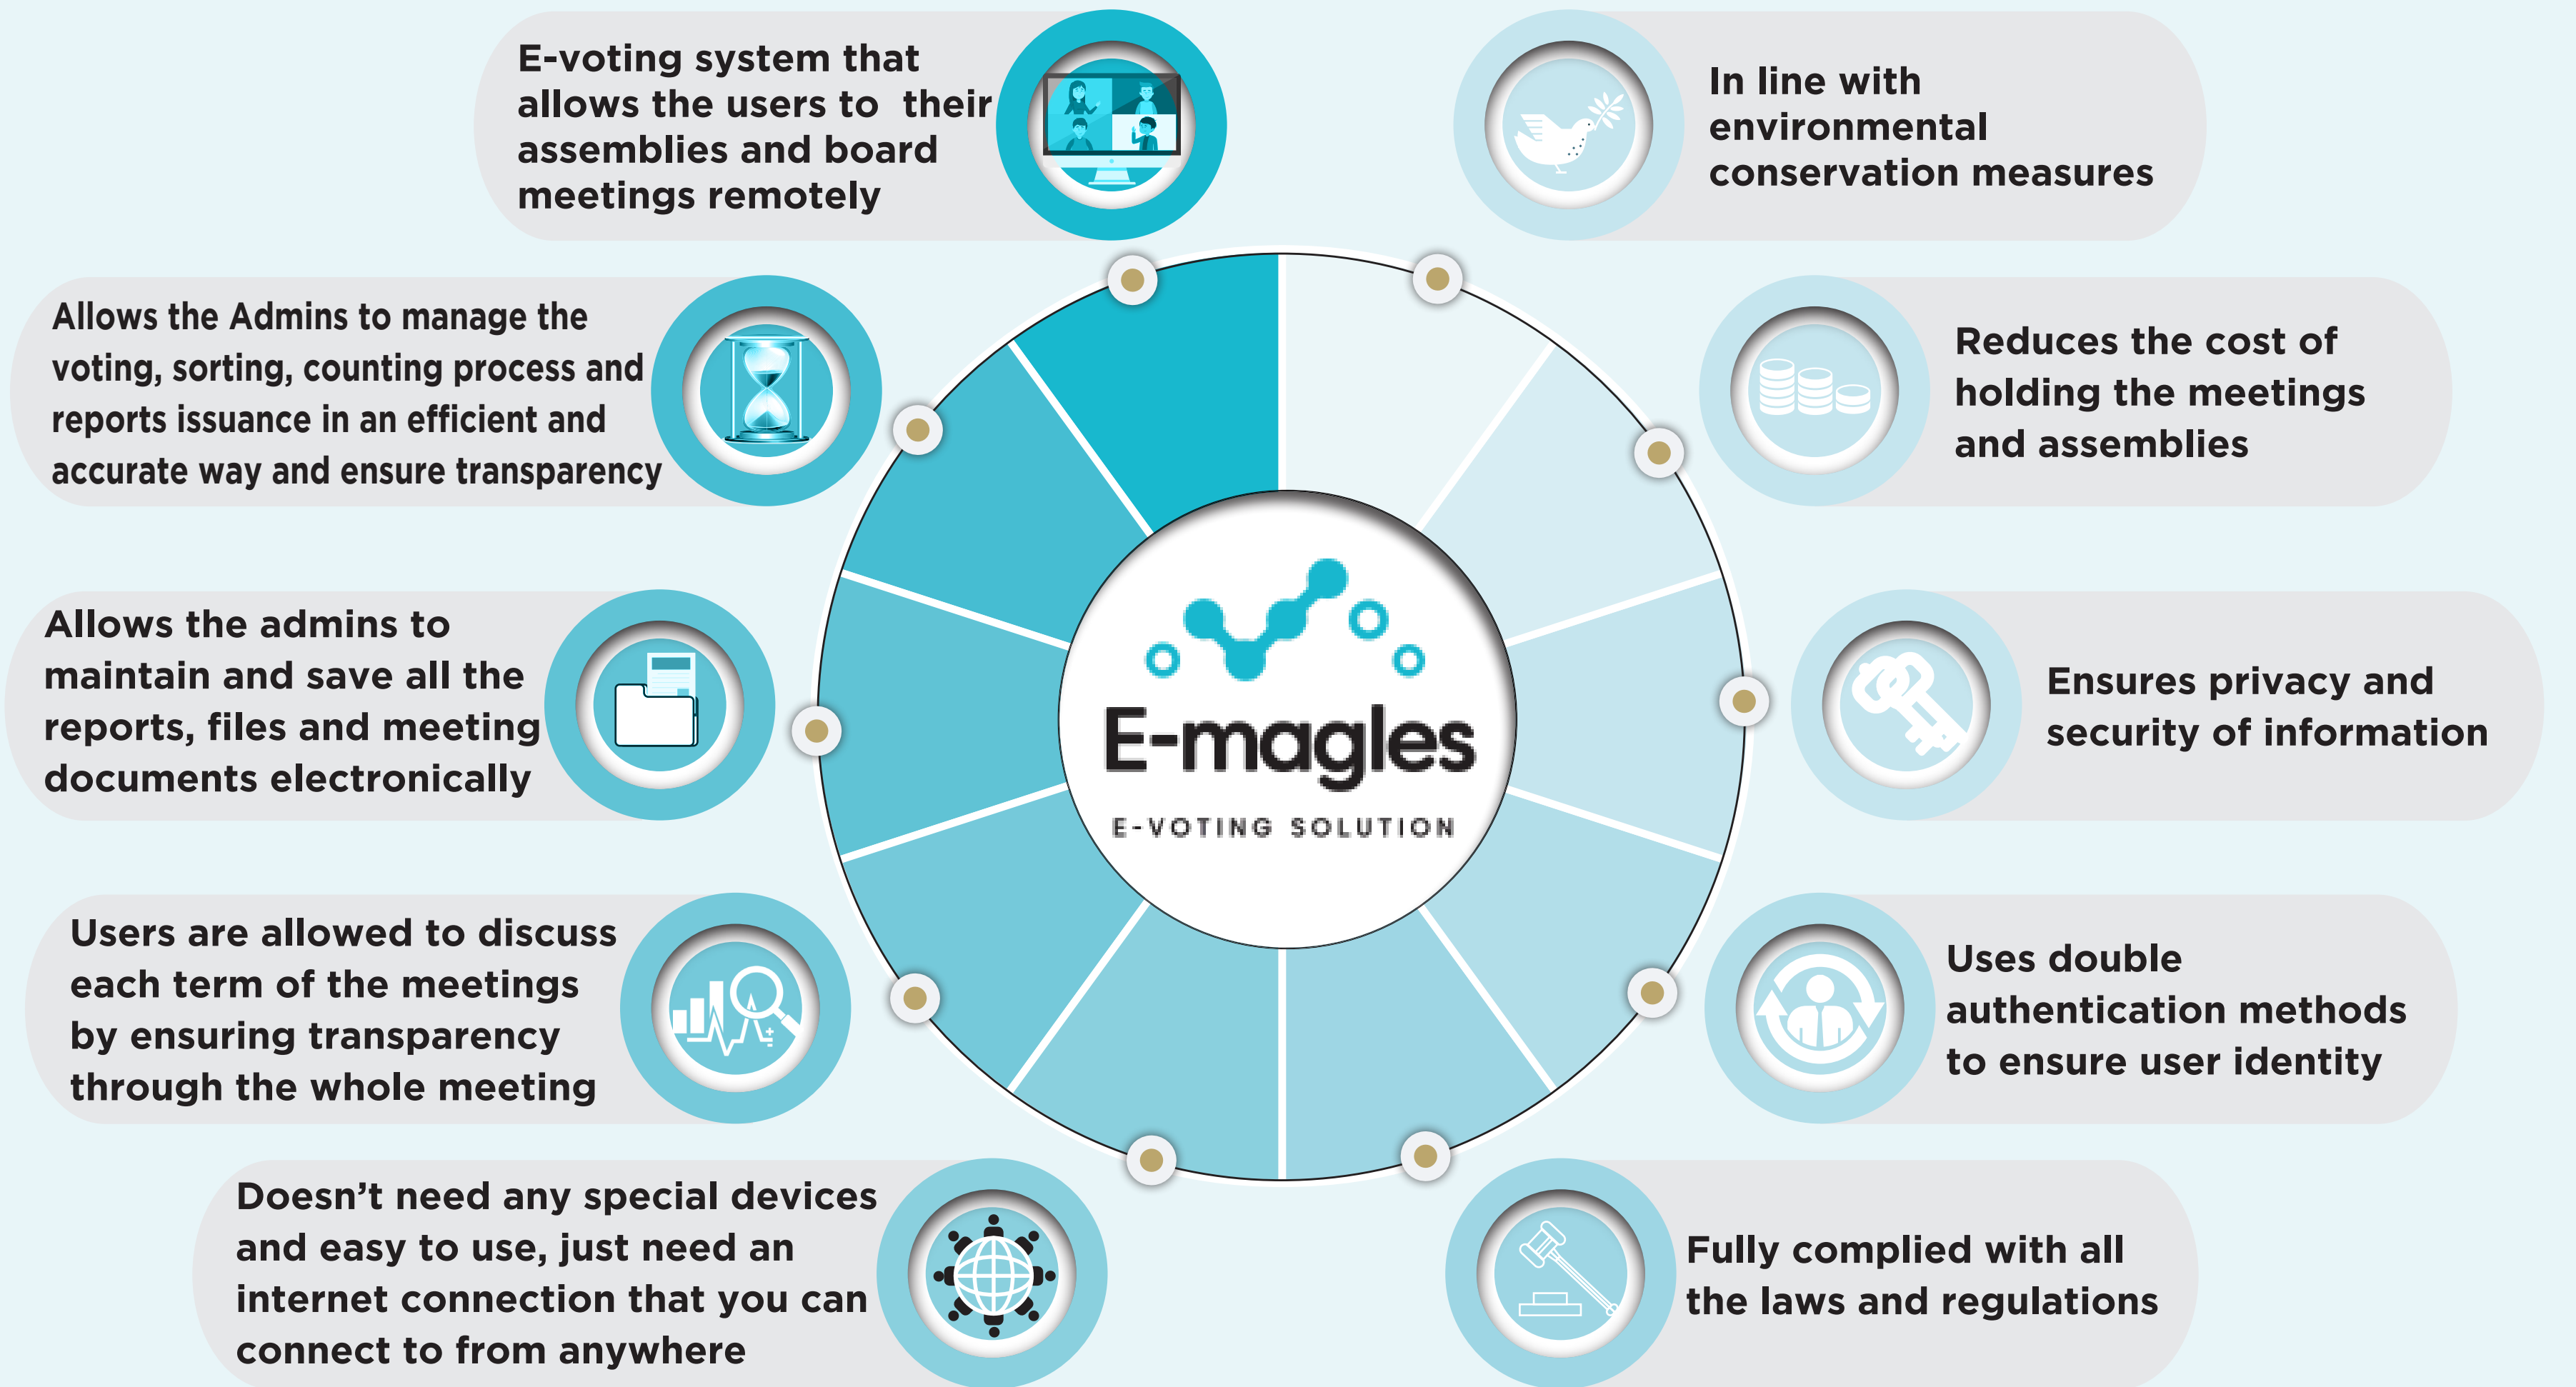 E-voting system that
allows the users to  their
assemblies and board
meetings remotely
In line with
environmental
conservation measures
Allows the Admins to manage the
voting, sorting, counting process and
reports issuance in an efficient and
accurate way and ensure transparency
Reduces the cost of
holding the meetings
and assemblies
Allows the admins to
maintain and save all the
reports, files and meeting
documents electronically
E-magles
E-VOTING SOLUTION
Ensures privacy and
security of information
Users are allowed to discuss
each term of the meetings
by ensuring transparency
through the whole meeting
Uses double
authentication methods
to ensure user identity
Doesn’t need any special devices
and easy to use, just need an
internet connection that you can
connect to from anywhere
Fully complied with all
the laws and regulations